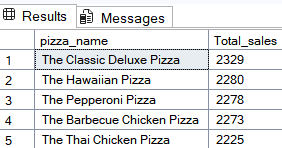 Results Messages
pizza_name Total_sales
1 The Classic Deluxe Pizza 2329
2 The Hawaiian Pizza 2280
3 The Pepperoni Pizza 2278
4 The Barbecue Chicken Pizza 2273
5 The Thai Chicken Pizza 2225